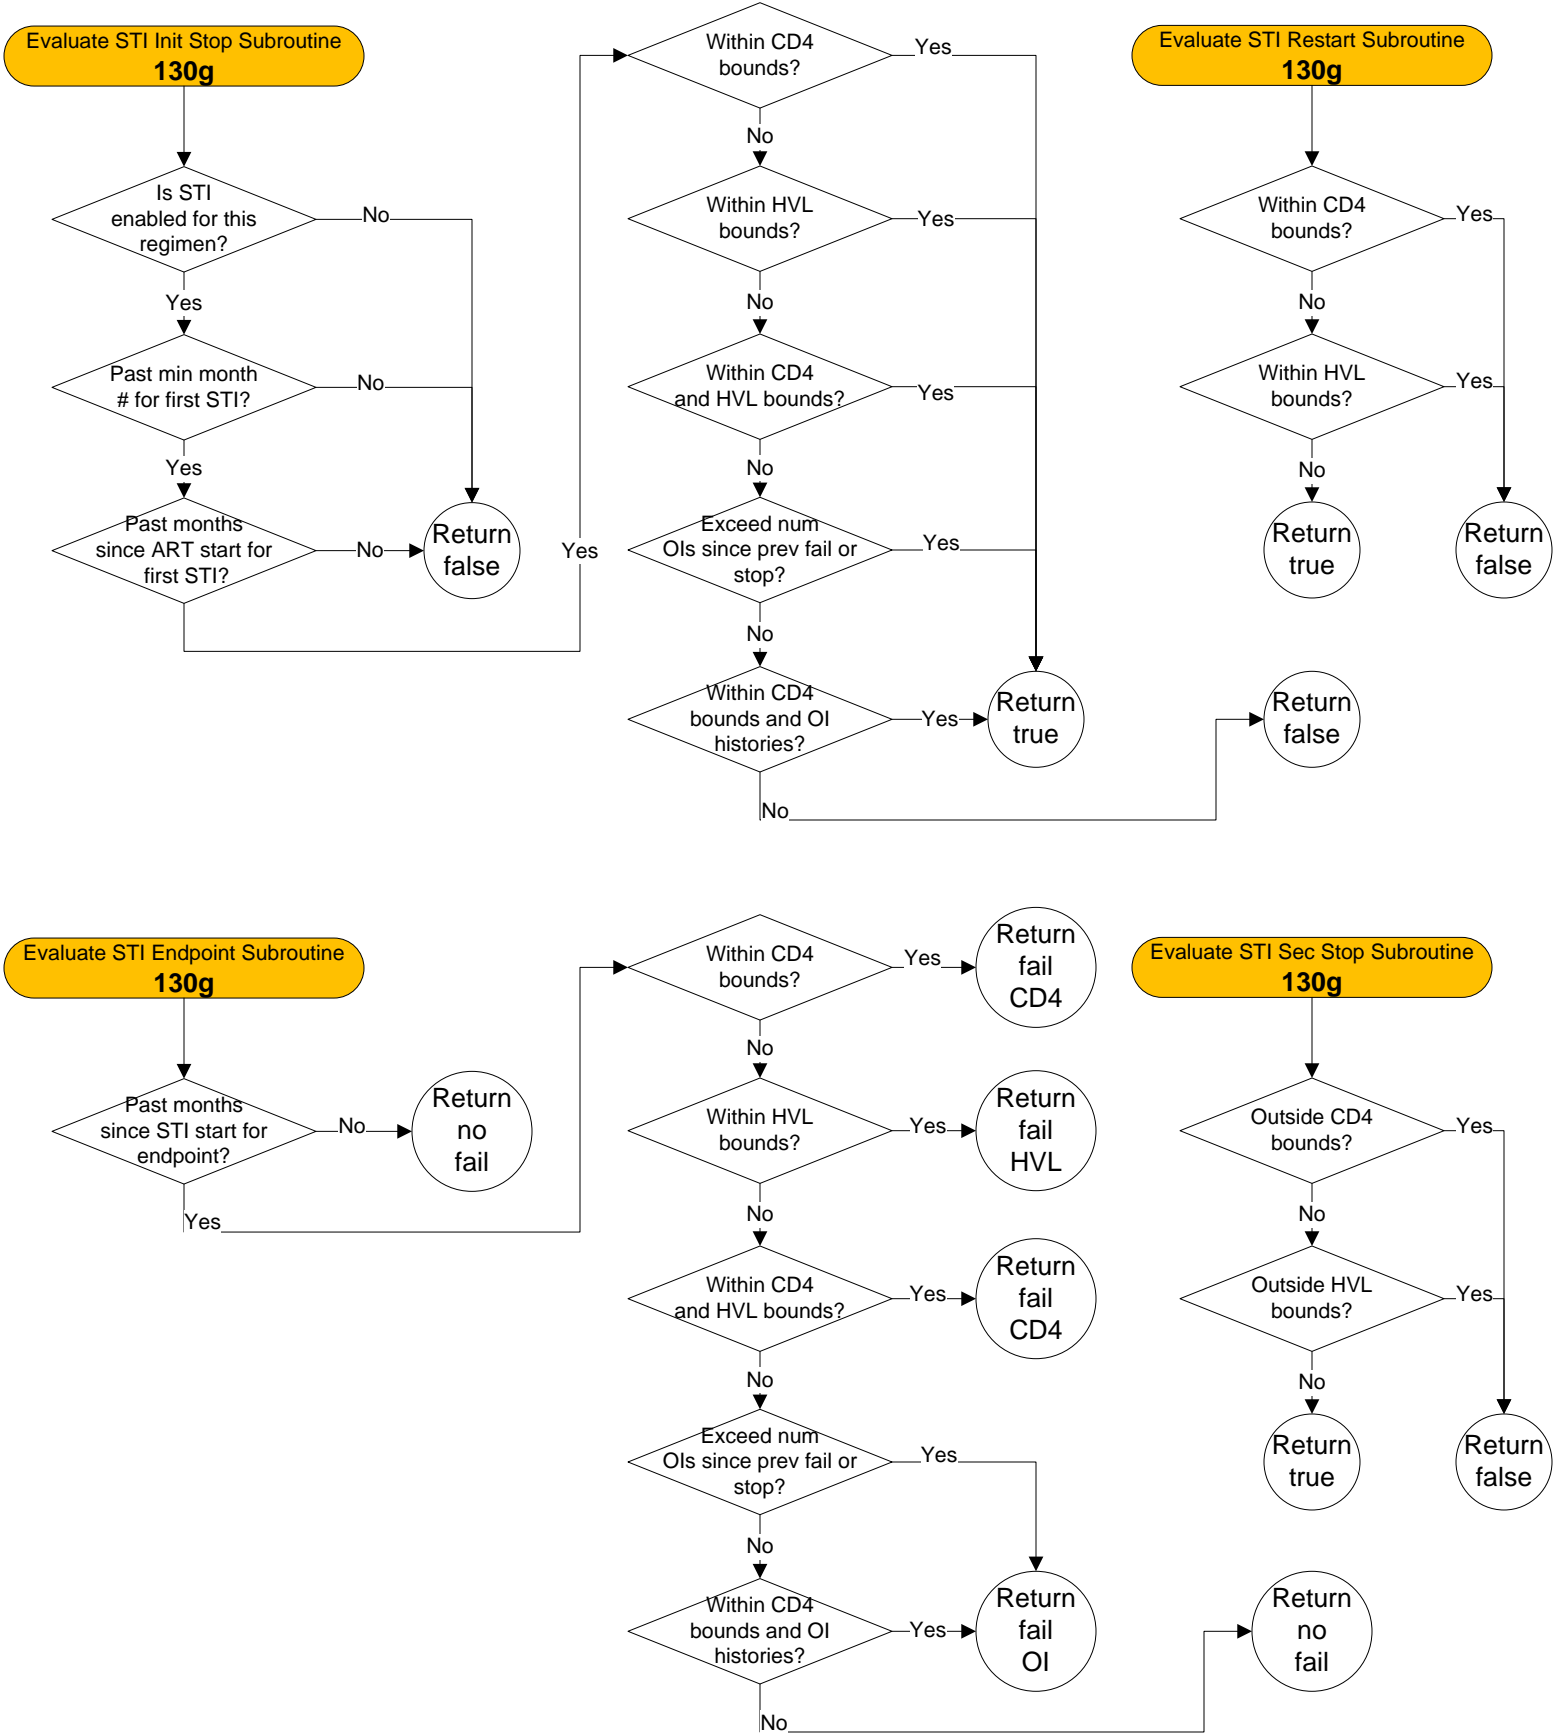 Evaluate STI Init Stop Subroutine
130g
Is STI
enabled for this
regimen?
No
Yes
Past min month
# for first STI?
No
Yes
Past months
since ART start for
first STI?
No
Return
false
Yes
Within CD4
bounds?
Yes
No
Within HVL
bounds?
Yes
No
Within CD4
and HVL bounds?
Yes
No
Exceed num
OIs since prev fail or
stop?
Yes
No
Within CD4
bounds and OI
histories?
Yes
Return
true
No
Return
false
Evaluate STI Restart Subroutine
130g
Within CD4
bounds?
Yes
No
Within HVL
bounds?
Yes
No
Return
true
Return
false
Evaluate STI Endpoint Subroutine
130g
Past months
since STI start for
endpoint?
No
Return
no
fail
Yes
Within CD4
bounds?
Yes
Return
fail
CD4
No
Within HVL
bounds?
Yes
Return
fail
HVL
No
Within CD4
and HVL bounds?
Yes
Return
fail
CD4
No
Exceed num
OIs since prev fail or
stop?
Yes
No
Within CD4
bounds and OI
histories?
Yes
Return
fail
OI
No
Return
no
fail
Evaluate STI Sec Stop Subroutine
130g
Outside CD4
bounds?
Yes
No
Outside HVL
bounds?
Yes
No
Return
true
Return
false